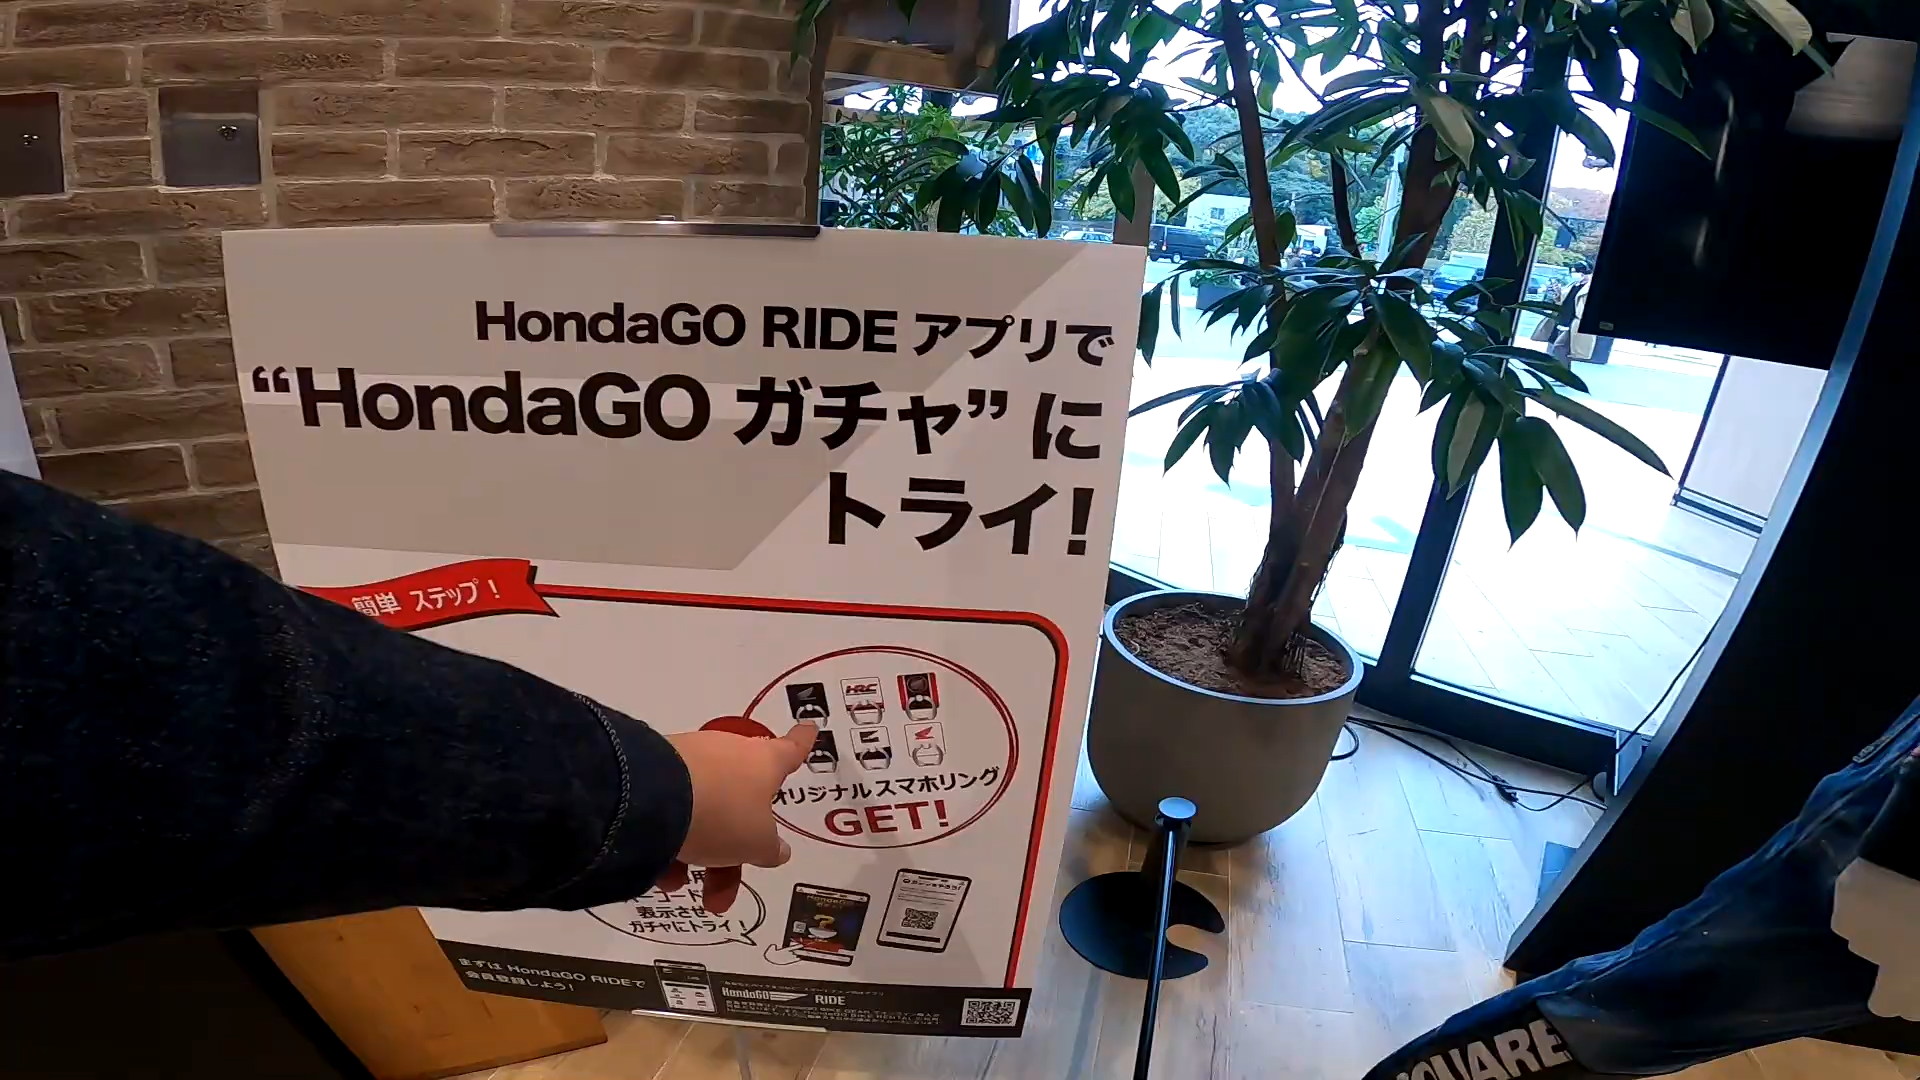 HondaGO RIDE アプリで
“HondaGO ガチャ” に
トライ!
簡単 ステップ!
HRC
オリジナルスマホリング
GET!
表示させ
ガチャにトライ!
まずは HondaGO RIDEで
会員登録しよう!
HondaGO RIDE
QUARE